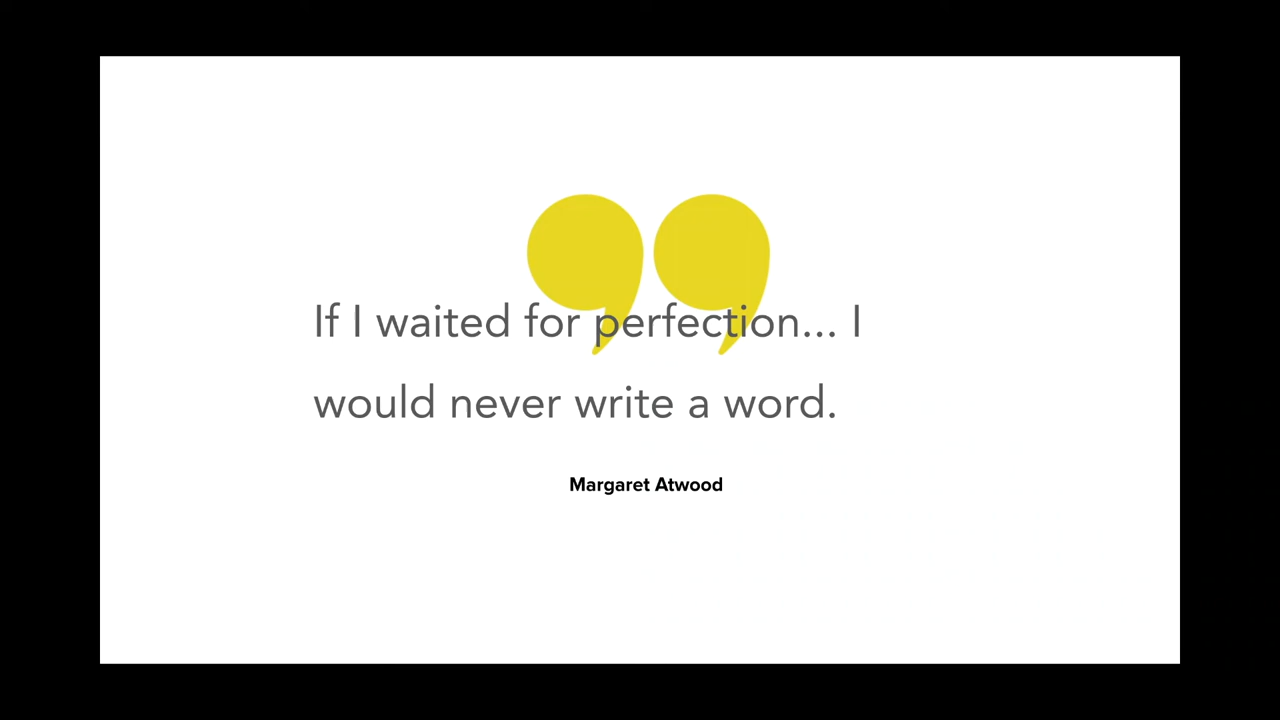 If I waited for perfection... I
would never write a word.
Margaret Atwood